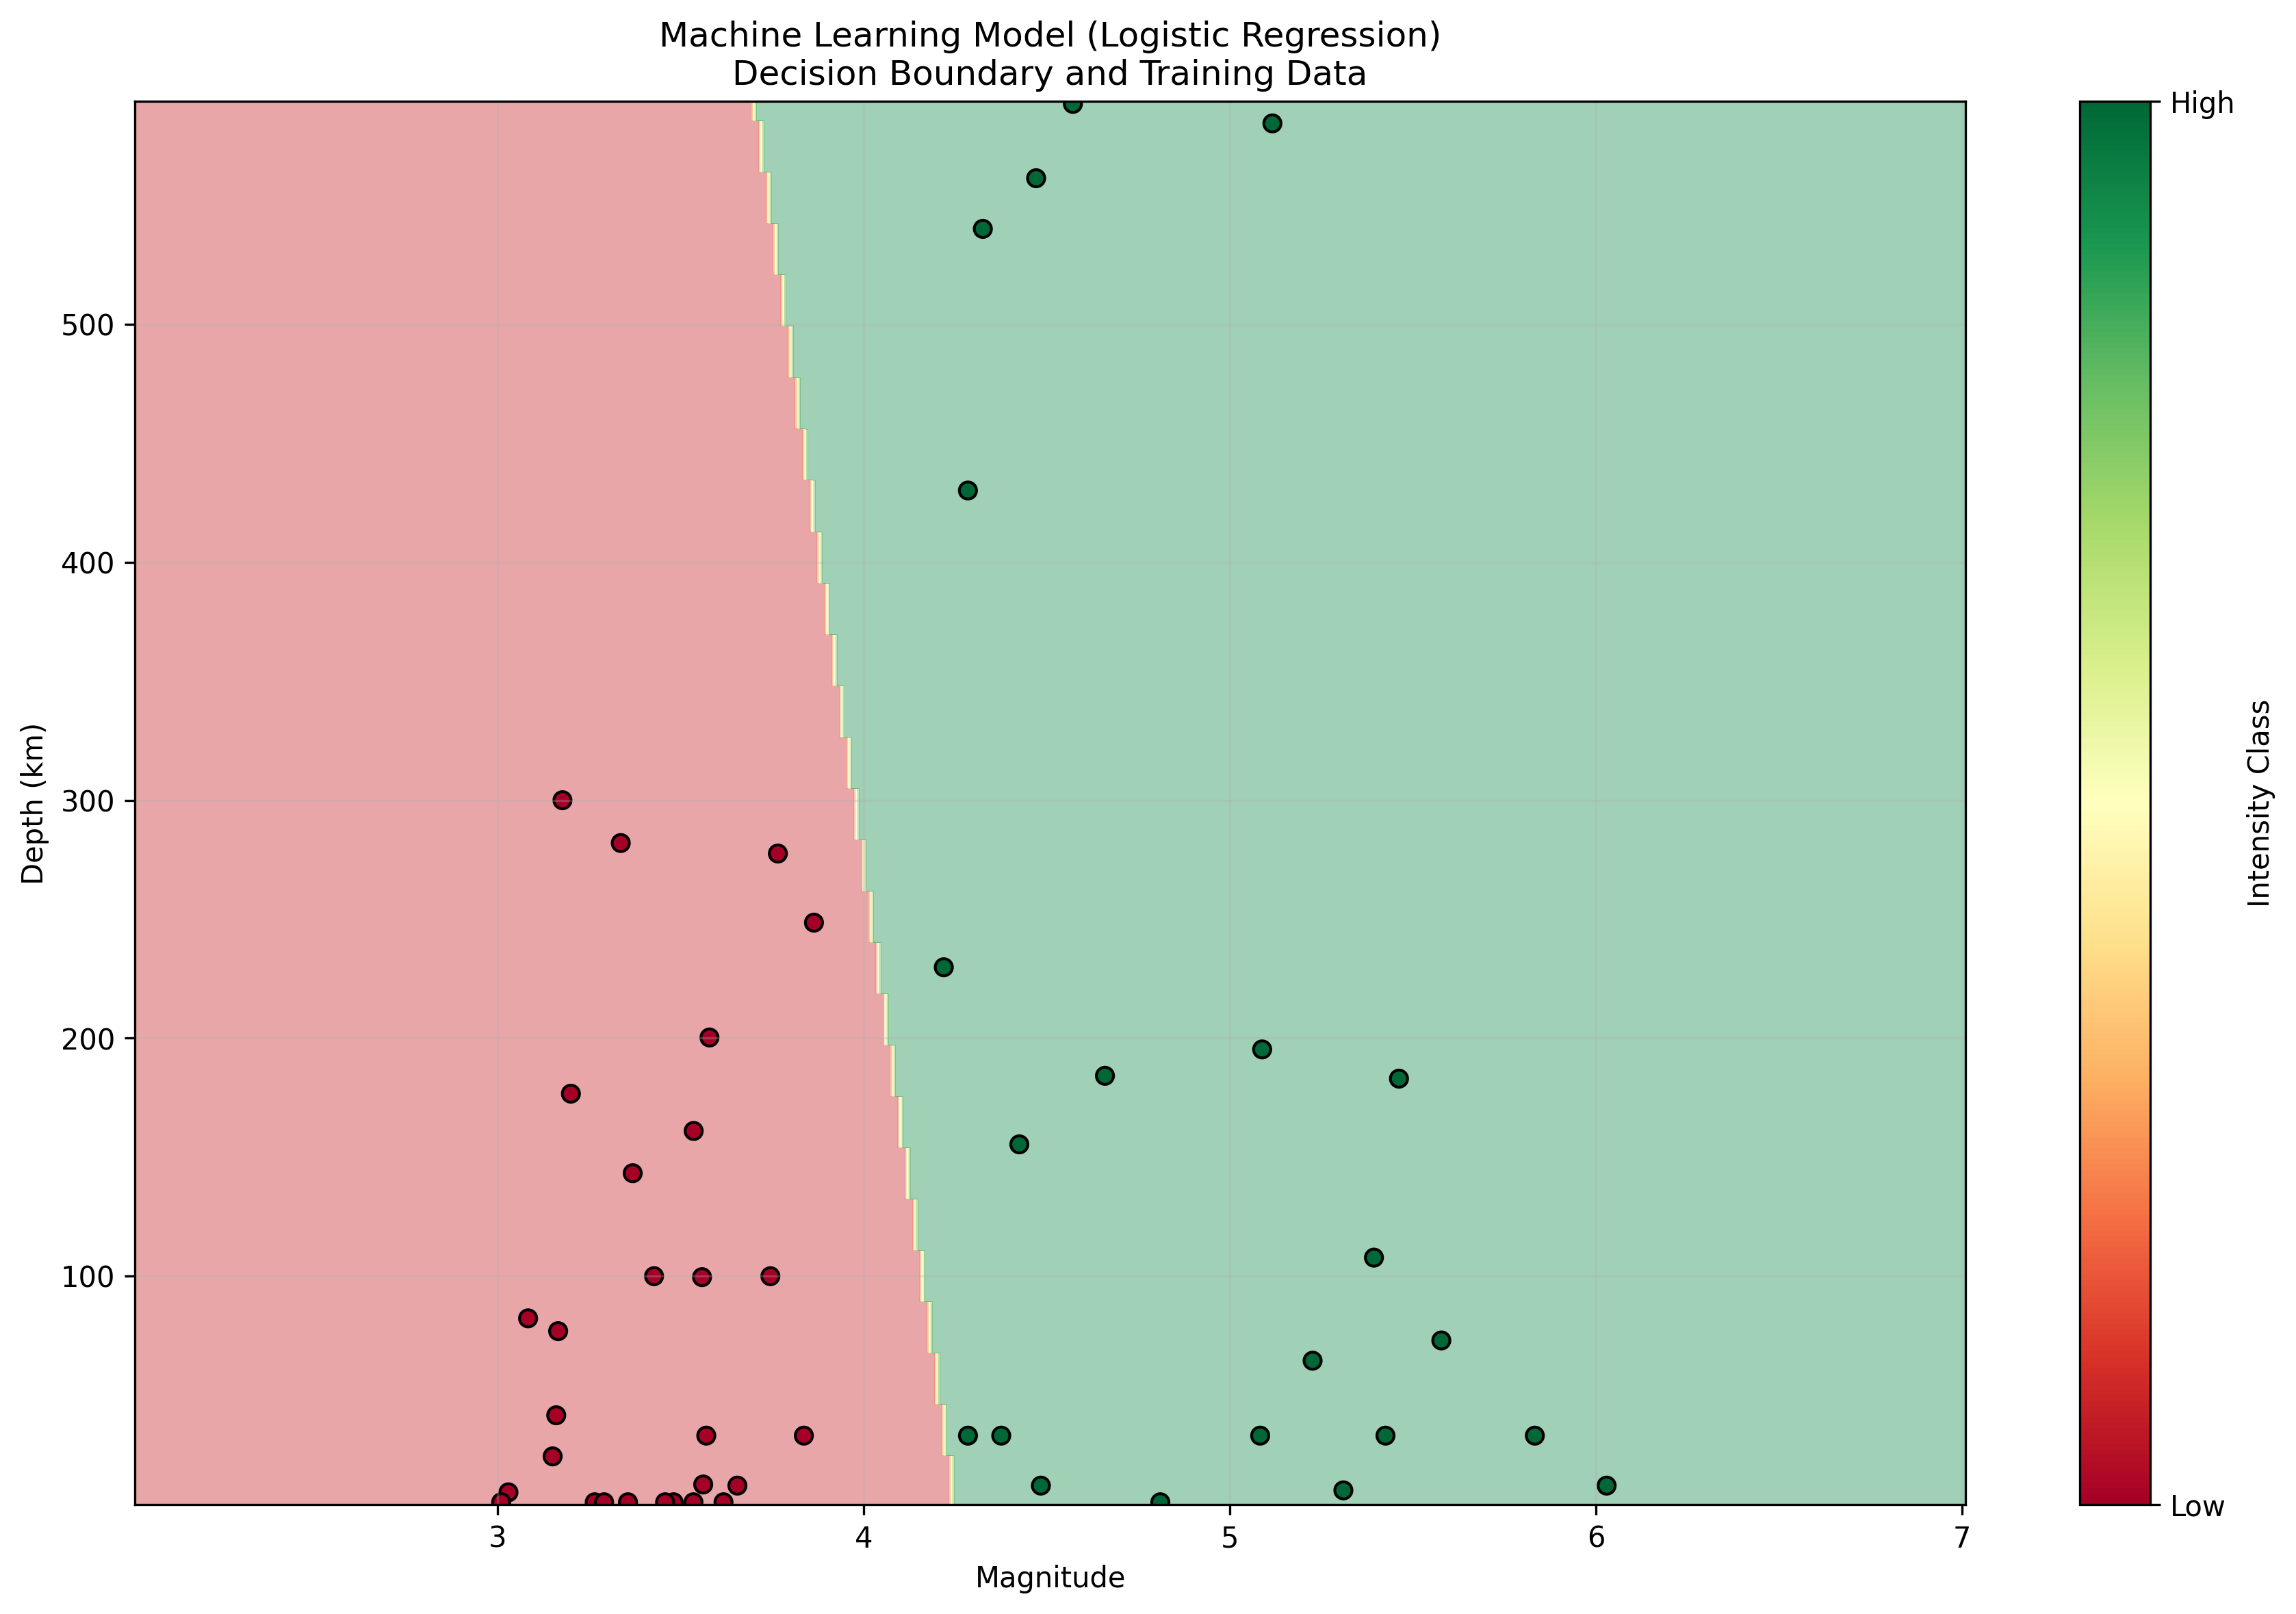 Machine Learning Model (Logistic Regression)
Decision Boundary and Training Data
High
500
400
300
200
100
Depth (km)
Intensity Class
Low
3
4
5
6
7
Magnitude